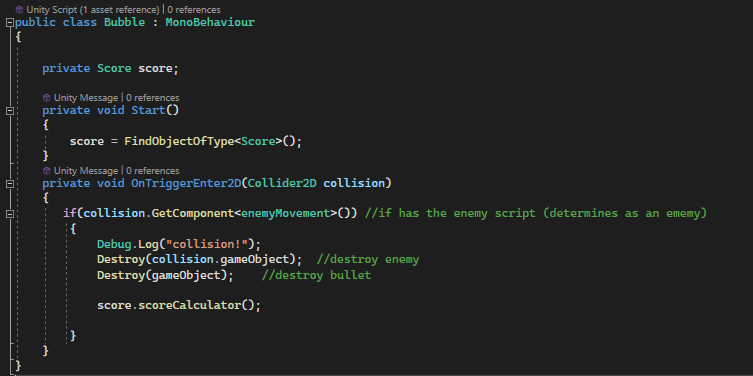 Unity Script (1 asset reference) | 0 references
public class Bubble : MonoBehaviour
{
private Score score;
Unity Message | 0 references
private void Start()
{
score = FindObjectOfType<Score>();
}
Unity Message | 0 references
private void OnTriggerEnter2D(Collider2D collision)
{
if(collision.GetComponent<enemyMovement>()) //if has the enemy script (determines as an ememy)
{
Debug.Log("collision!");
Destroy(collision.gameObject);  //destroy enemy
Destroy(gameObject);    //destroy bullet
score.scoreCalculator();
}
}
}